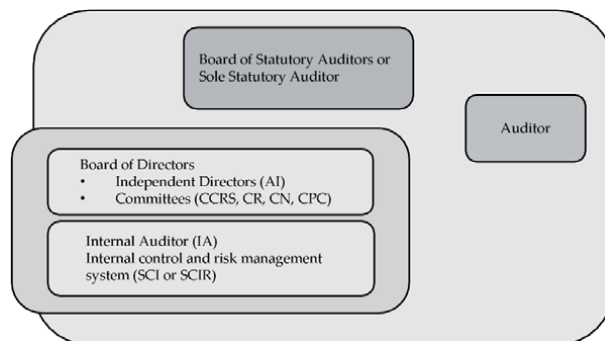 Board of Statutory Auditors or
Sole Statutory Auditor
Auditor
Board of Directors
• Independent Directors (AI)
• Committees (CCRS, CR, CN, CPC)
Internal Auditor (IA)
Internal control and risk management
system (SCI or SCIR)